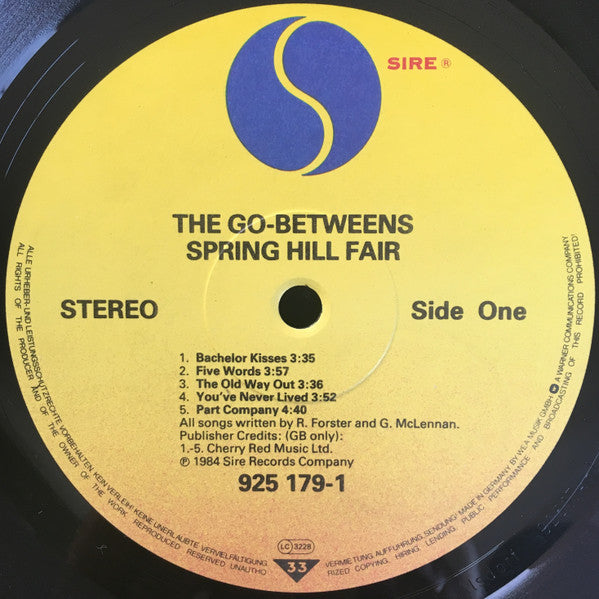 SIRE ®
THE GO-BETWEENS
SPRING HILL FAIR
STEREO
Side One
1. Bachelor Kisses 3:35
2. Five Words 3:57
3. The Old Way Out 3:36
4. You've Never Lived 3:52
5. Part Company 4:40
All songs written by R. Forster and G. McLennan.
Publisher Credits: (GB only):
1.-5. Cherry Red Music Ltd.
℗ 1984 Sire Records Company
925 179-1
LC 3228
33
ALLE URHEBER-UND LEISTUNGSSCHUTZRECHTE VORBEHALTEN. KEIN VERLEIH! KEINE UNERLAUBTE VERVIELFÄLTIGUNG, VERMIETUNG, AUFFÜHRUNG, SENDUNG! MADE IN GERMANY BY WEA MUSIK GMBH A WARNER COMMUNICATIONS COMPANY
ALL RIGHTS OF THE PRODUCER AND OF THE OWNER OF THE WORK REPRODUCED RESERVED UNAUTHORIZED COPYING, HIRING, LENDING, PUBLIC PERFORMANCE AND BROADCASTING OF THIS RECORD PROHIBITED!